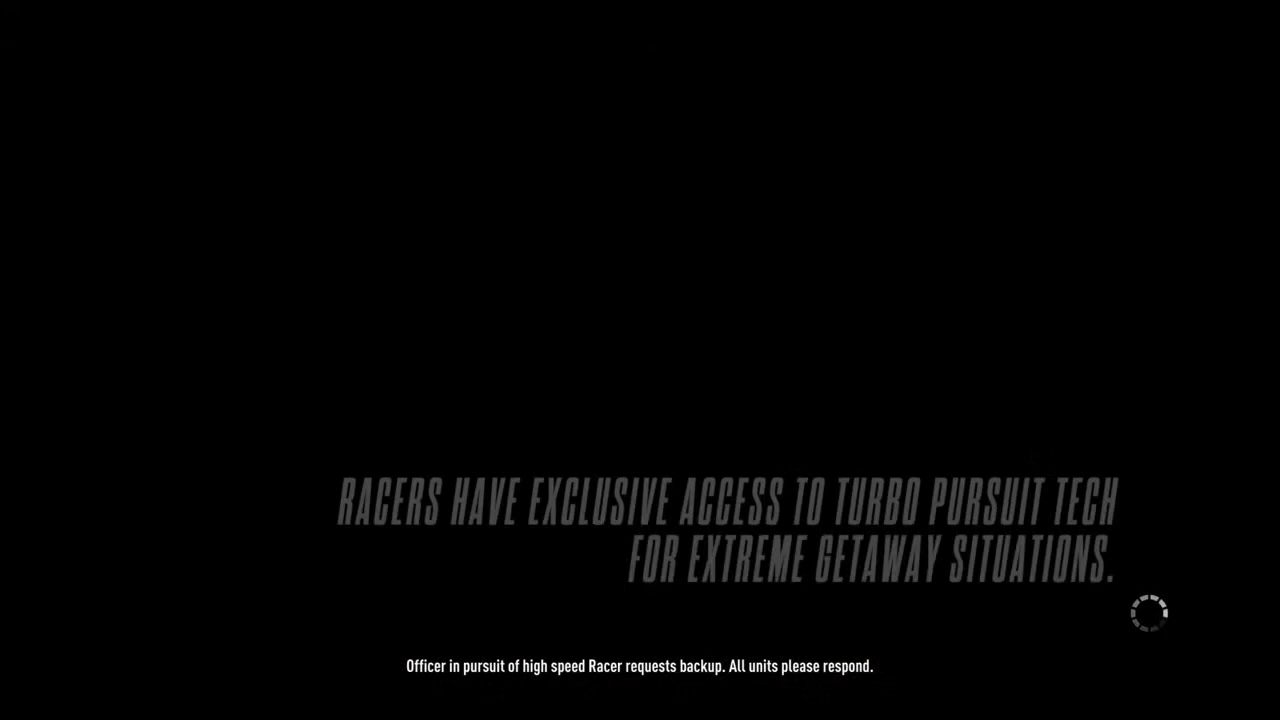 RACERS HAVE EXCLUSIVE ACCESS TO TURBO PURSUIT TECH
FOR EXTREME GETAWAY SITUATIONS.
Officer in pursuit of high speed Racer requests backup. All units please respond.